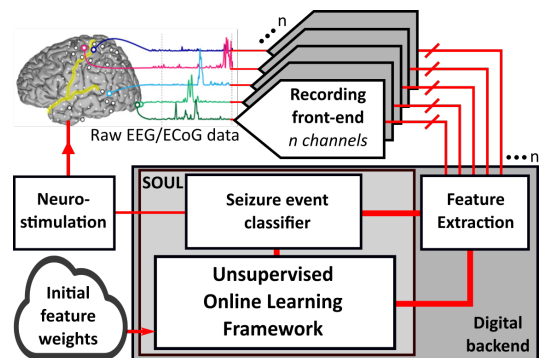 n
Recording
front-end
n channels
Raw EEG/ECoG data
n
SOUL
Neuro-
stimulation
Seizure event
classifier
Feature
Extraction
Initial
feature
weights
Unsupervised
Online Learning
Framework
Digital
backend